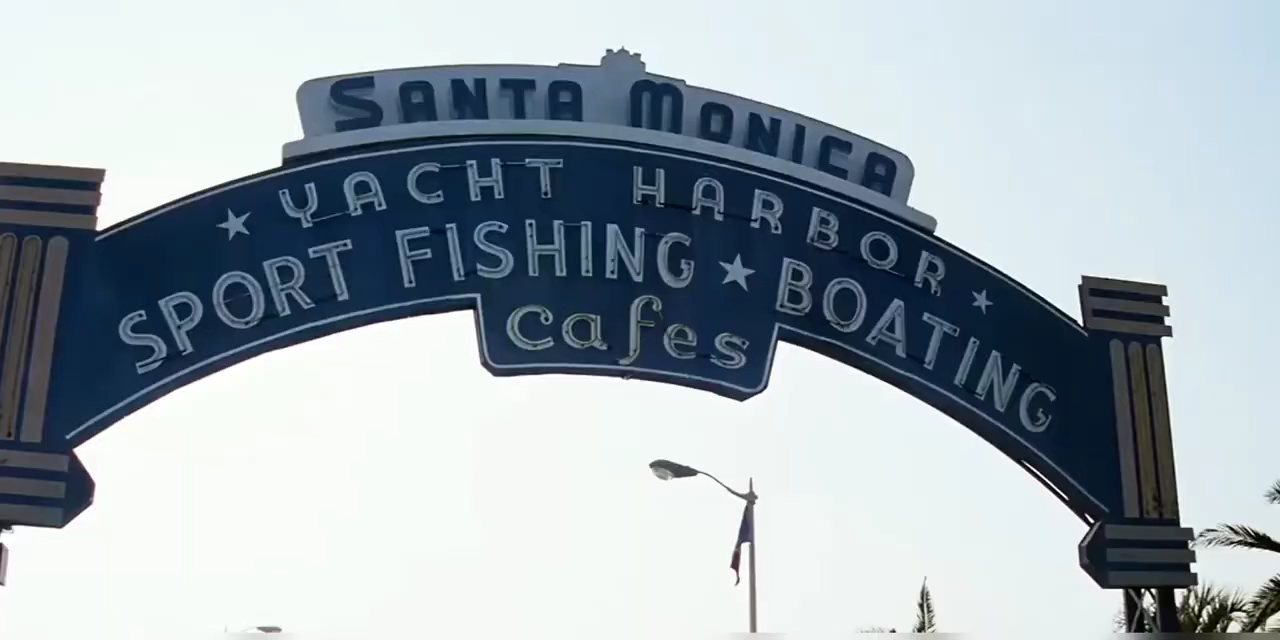 SANTA MONICA
YACHT HARBOR
SPORT FISHING ★ BOATING
cafes